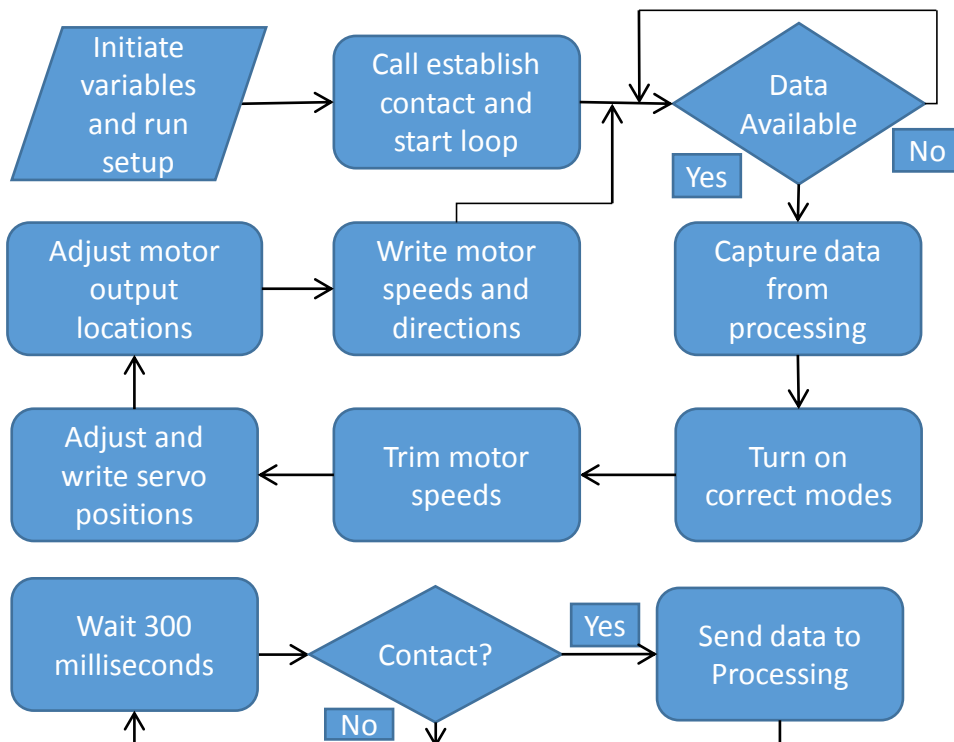 Initiate
variables
and run
setup
Call establish
contact and
start loop
Data
Available
No
Yes
Adjust motor
output
locations
Write motor
speeds and
directions
Capture data
from
processing
Adjust and
write servo
positions
Trim motor
speeds
Turn on
correct modes
Wait 300
milliseconds
Contact?
Yes
Send data to
Processing
No